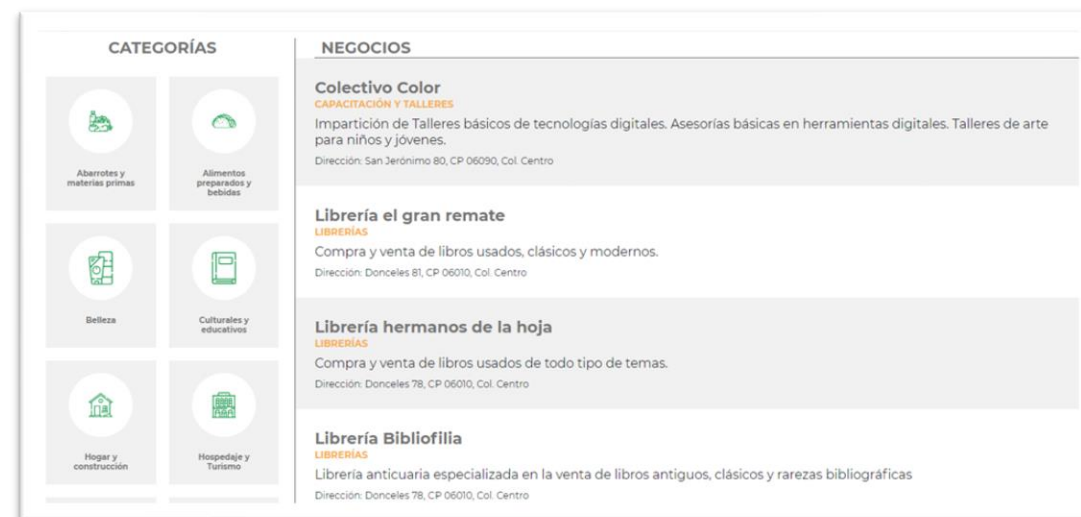 CATEGORÍAS
Abarrotes y
materias primas
Alimentos
preparados y
bebidas
Belleza
Culturales y
educativos
Hogar y
construcción
Hospedaje y
Turismo
NEGOCIOS
Colectivo Color
CAPACITACIÓN Y TALLERES
Impartición de Talleres básicos de tecnologías digitales. Asesorías básicas en herramientas digitales. Talleres de arte
para niños y jóvenes.
Dirección: San Jerónimo 80, CP 06090, Col. Centro
Librería el gran remate
LIBRERÍAS
Compra y venta de libros usados, clásicos y modernos.
Dirección: Donceles 81, CP 06010, Col. Centro
Librería hermanos de la hoja
LIBRERÍAS
Compra y venta de libros usados de todo tipo de temas.
Dirección: Donceles 78, CP 06010, Col. Centro
Librería Bibliofilia
LIBRERÍAS
Librería anticuaria especializada en la venta de libros antiguos, clásicos y rarezas bibliográficas
Dirección: Donceles 78, CP 06010, Col. Centro